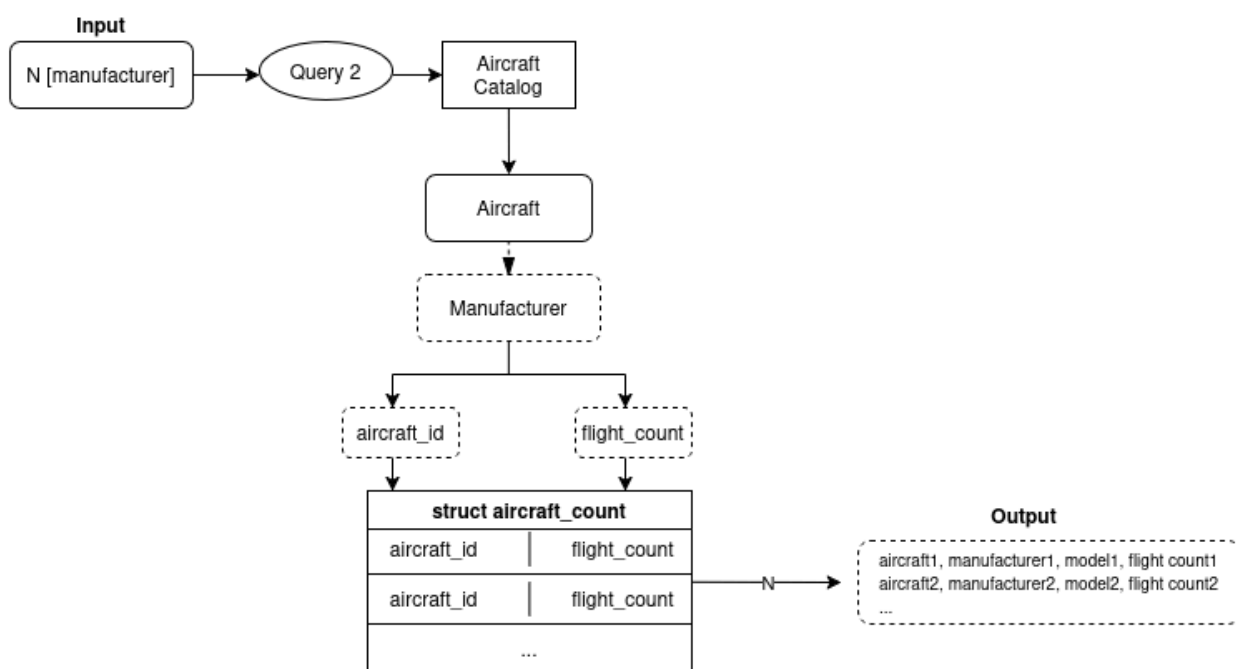 Input
N [manufacturer]
Query 2
Aircraft
Catalog
Aircraft
Manufacturer
aircraft_id
flight_count
struct aircraft_count
aircraft_id flight_count
aircraft_id flight_count
...
N
Output
aircraft1, manufacturer1, model1, flight count1
aircraft2, manufacturer2, model2, flight count2
...